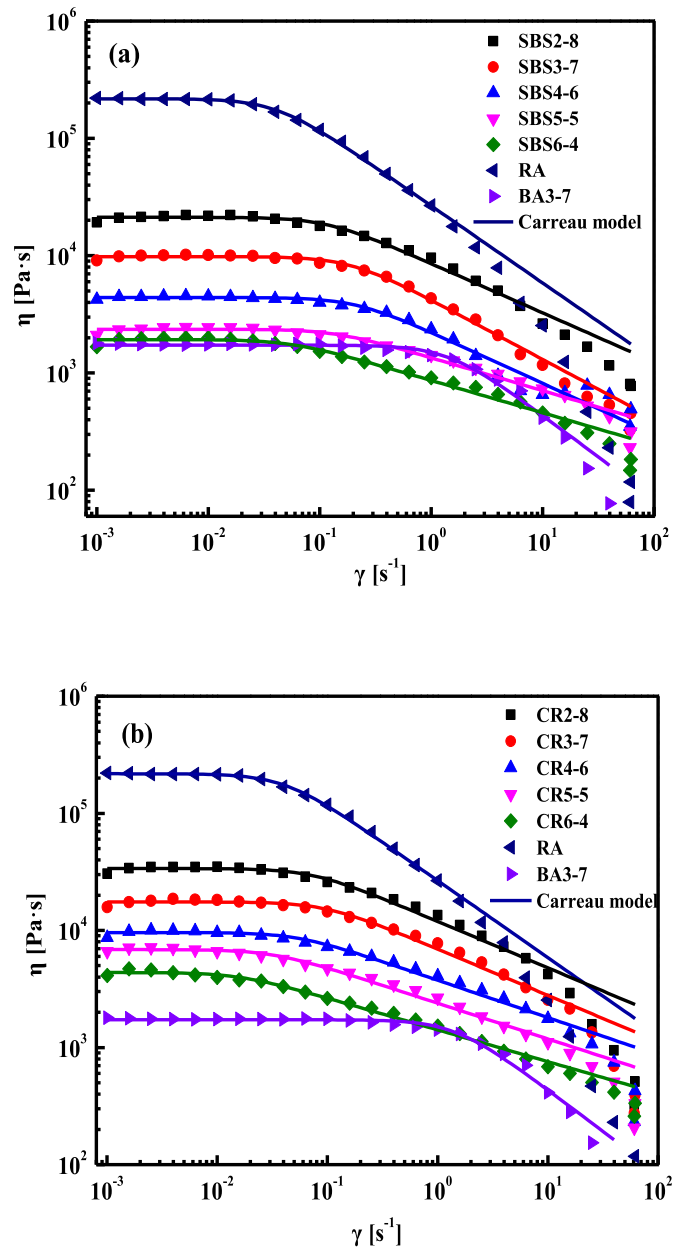 (a)
η [Pa·s]
10^6
10^5
10^4
10^3
10^2
SBS2-8
SBS3-7
SBS4-6
SBS5-5
SBS6-4
RA
BA3-7
Carreau model
10^-3 10^-2 10^-1 10^0 10^1 10^2
γ [s^-1]
(b)
η [Pa·s]
10^6
10^5
10^4
10^3
10^2
CR2-8
CR3-7
CR4-6
CR5-5
CR6-4
RA
BA3-7
Carreau model
10^-3 10^-2 10^-1 10^0 10^1 10^2
γ [s^-1]